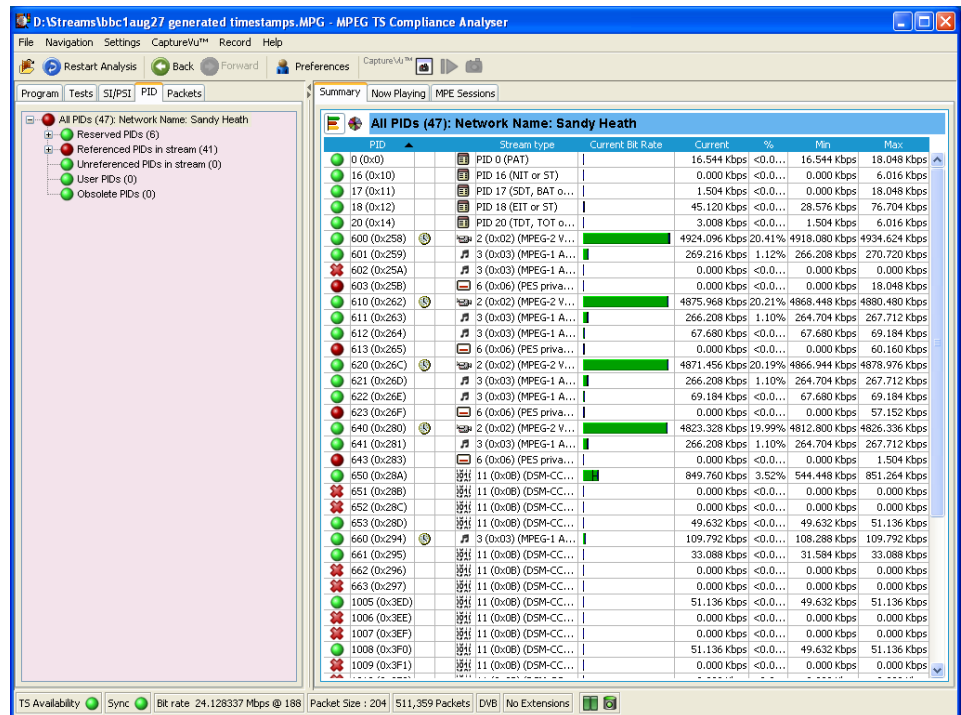 D:\Streams\bbc1aug27 generated timestamps.MPG - MPEG TS Compliance Analyser
File Navigation Settings CaptureVu™ Record Help
Restart Analysis Back Forward Preferences CaptureVu™
Program Tests SI/PSI PID Packets
Summary Now Playing MPE Sessions
All PIDs (47): Network Name: Sandy Heath
Reserved PIDs (6)
Referenced PIDs in stream (41)
Unreferenced PIDs in stream (0)
User PIDs (0)
Obsolete PIDs (0)
All PIDs (47): Network Name: Sandy Heath
PID Stream type Current Bit Rate Current % Min Max
0 (0x0) PID 0 (PAT) 16.544 Kbps <0.0... 16.544 Kbps 18.048 Kbps
16 (0x10) PID 16 (NIT or ST) 0.000 Kbps <0.0... 0.000 Kbps 6.016 Kbps
17 (0x11) PID 17 (SDT, BAT o... 1.504 Kbps <0.0... 0.000 Kbps 18.048 Kbps
18 (0x12) PID 18 (EIT or ST) 45.120 Kbps <0.0... 28.576 Kbps 76.704 Kbps
20 (0x14) PID 20 (TDT, TOT o... 3.008 Kbps <0.0... 1.504 Kbps 6.016 Kbps
600 (0x258) 2 (0x02) (MPEG-2 V... 4924.096 Kbps 20.41% 4918.080 Kbps 4934.624 Kbps
601 (0x259) 3 (0x03) (MPEG-1 A... 269.216 Kbps 1.12% 266.208 Kbps 270.720 Kbps
602 (0x25A) 3 (0x03) (MPEG-1 A... 0.000 Kbps <0.0... 0.000 Kbps 0.000 Kbps
603 (0x25B) 6 (0x06) (PES priva... 0.000 Kbps <0.0... 0.000 Kbps 18.048 Kbps
610 (0x262) 2 (0x02) (MPEG-2 V... 4875.968 Kbps 20.21% 4868.448 Kbps 4880.480 Kbps
611 (0x263) 3 (0x03) (MPEG-1 A... 266.208 Kbps 1.10% 264.704 Kbps 267.712 Kbps
612 (0x264) 3 (0x03) (MPEG-1 A... 67.680 Kbps <0.0... 67.680 Kbps 69.184 Kbps
613 (0x265) 6 (0x06) (PES priva... 0.000 Kbps <0.0... 0.000 Kbps 60.160 Kbps
620 (0x26C) 2 (0x02) (MPEG-2 V... 4871.456 Kbps 20.19% 4866.944 Kbps 4878.976 Kbps
621 (0x26D) 3 (0x03) (MPEG-1 A... 266.208 Kbps 1.10% 264.704 Kbps 267.712 Kbps
622 (0x26E) 3 (0x03) (MPEG-1 A... 69.184 Kbps <0.0... 67.680 Kbps 69.184 Kbps
623 (0x26F) 6 (0x06) (PES priva... 0.000 Kbps <0.0... 0.000 Kbps 57.152 Kbps
640 (0x280) 2 (0x02) (MPEG-2 V... 4823.328 Kbps 19.99% 4812.800 Kbps 4826.336 Kbps
641 (0x281) 3 (0x03) (MPEG-1 A... 266.208 Kbps 1.10% 264.704 Kbps 267.712 Kbps
643 (0x283) 6 (0x06) (PES priva... 0.000 Kbps <0.0... 0.000 Kbps 1.504 Kbps
650 (0x28A) 11 (0x0B) (DSM-CC... 849.760 Kbps 3.52% 544.448 Kbps 851.264 Kbps
651 (0x28B) 11 (0x0B) (DSM-CC... 0.000 Kbps <0.0... 0.000 Kbps 0.000 Kbps
652 (0x28C) 11 (0x0B) (DSM-CC... 0.000 Kbps <0.0... 0.000 Kbps 0.000 Kbps
653 (0x28D) 11 (0x0B) (DSM-CC... 49.632 Kbps <0.0... 49.632 Kbps 51.136 Kbps
660 (0x294) 3 (0x03) (MPEG-1 A... 109.792 Kbps <0.0... 108.288 Kbps 109.792 Kbps
661 (0x295) 11 (0x0B) (DSM-CC... 33.088 Kbps <0.0... 31.584 Kbps 33.088 Kbps
662 (0x296) 11 (0x0B) (DSM-CC... 0.000 Kbps <0.0... 0.000 Kbps 0.000 Kbps
663 (0x297) 11 (0x0B) (DSM-CC... 0.000 Kbps <0.0... 0.000 Kbps 0.000 Kbps
1005 (0x3ED) 11 (0x0B) (DSM-CC... 51.136 Kbps <0.0... 49.632 Kbps 51.136 Kbps
1006 (0x3EE) 11 (0x0B) (DSM-CC... 0.000 Kbps <0.0... 0.000 Kbps 0.000 Kbps
1007 (0x3EF) 11 (0x0B) (DSM-CC... 0.000 Kbps <0.0... 0.000 Kbps 0.000 Kbps
1008 (0x3F0) 11 (0x0B) (DSM-CC... 51.136 Kbps <0.0... 49.632 Kbps 51.136 Kbps
1009 (0x3F1) 11 (0x0B) (DSM-CC... 0.000 Kbps <0.0... 0.000 Kbps 0.000 Kbps
TS Availability Sync Bit rate 24.128337 Mbps @ 188 Packet Size : 204 511,359 Packets DVB No Extensions